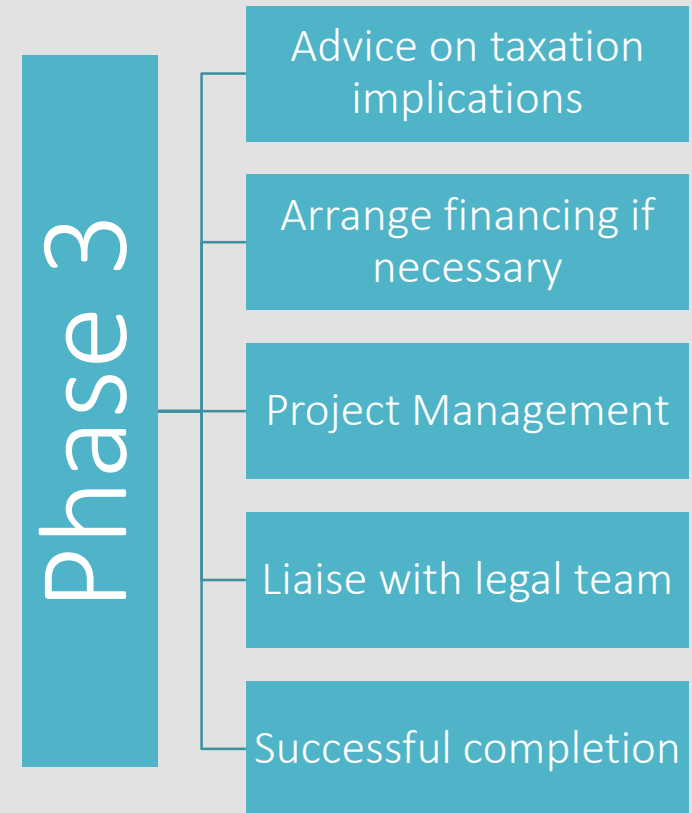 Phase 3
Advice on taxation
implications
Arrange financing if
necessary
Project Management
Liaise with legal team
Successful completion